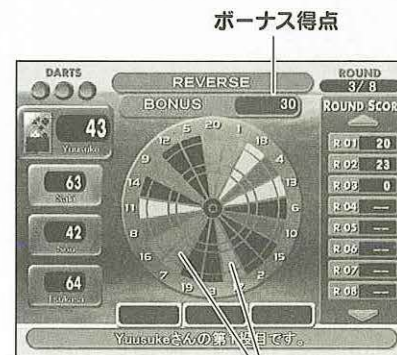 ボーナス得点
DARTS
REVERSE
ROUND
3/8
BONUS
30
ROUND SCORE
43
Yuusuke
63
42
64
Tsukasa
20
1
18
4
13
6
10
15
2
17
3
19
7
16
8
11
14
9
12
5
R 01 20
R 02 23
R 03 0
R 04 --
R 05 --
R 06 --
R 07 --
R 08 --
Yuusukeさんの第1投目です。